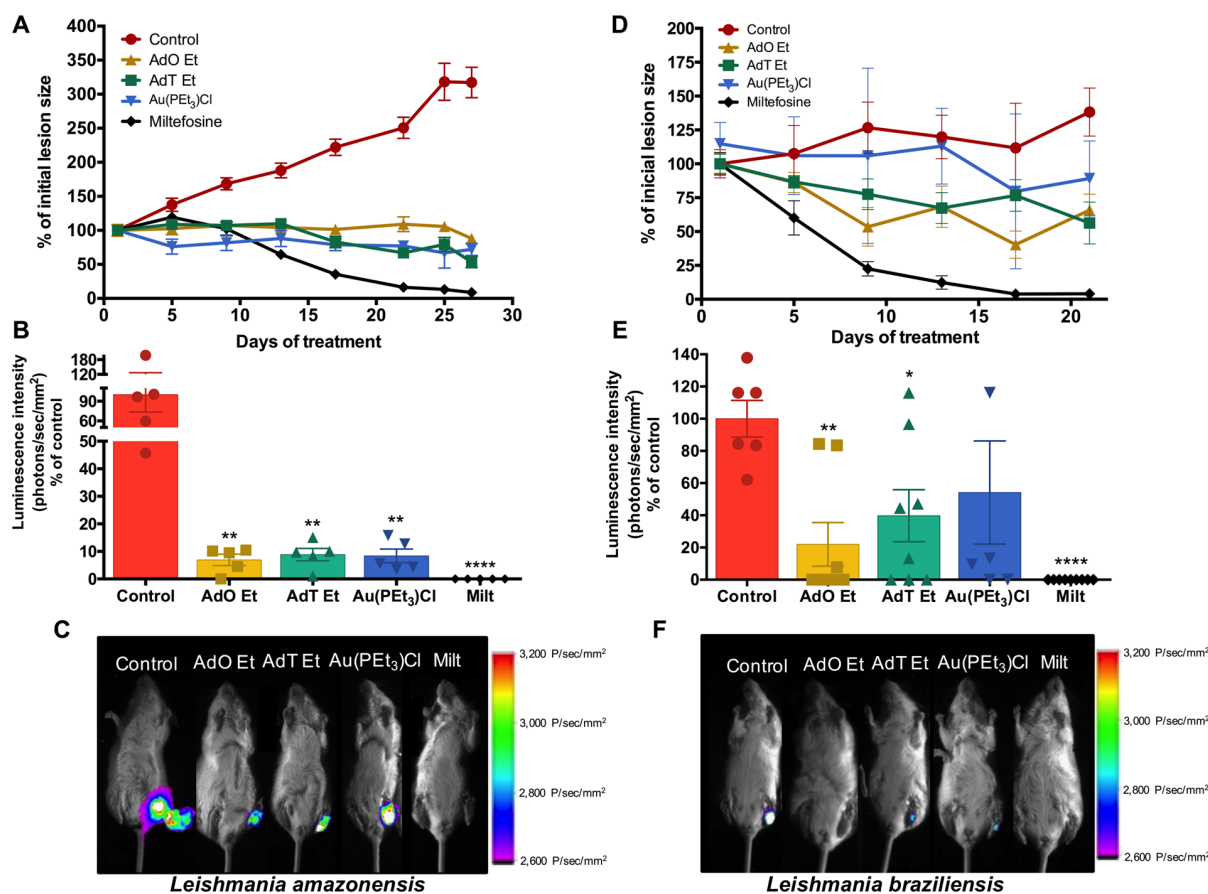 A
% of initial lesion size
400
350
300
250
200
150
100
50
0
Control
AdO Et
AdT Et
Au(PEt₃)Cl
Miltefosine
0 5 10 15 20 25 30
Days of treatment
D
% of inicial lesion size
200
175
150
125
100
75
50
25
0
Control
AdO Et
AdT Et
Au(PEt₃)Cl
Miltefosine
0 5 10 15 20
Days of treatment
B
Luminescence intensity
(photons/sec/mm²)
% of control
180
120
90
60
50
40
30
20
10
0
** ** ** ****
Control AdO Et AdT Et Au(PEt₃)Cl Milt
E
Luminescence intensity
(photons/sec/mm²)
% of control
140
120
100
80
60
40
20
0
** * ****
Control AdO Et AdT Et Au(PEt₃)Cl Milt
C
Control AdO Et AdT Et Au(PEt₃)Cl Milt
3,200 P/sec/mm²
3,000 P/sec/mm²
2,800 P/sec/mm²
2,600 P/sec/mm²
Leishmania amazonensis
F
Control AdO Et AdT Et Au(PEt₃)Cl Milt
3,200 P/sec/mm²
3,000 P/sec/mm²
2,800 P/sec/mm²
2,600 P/sec/mm²
Leishmania braziliensis